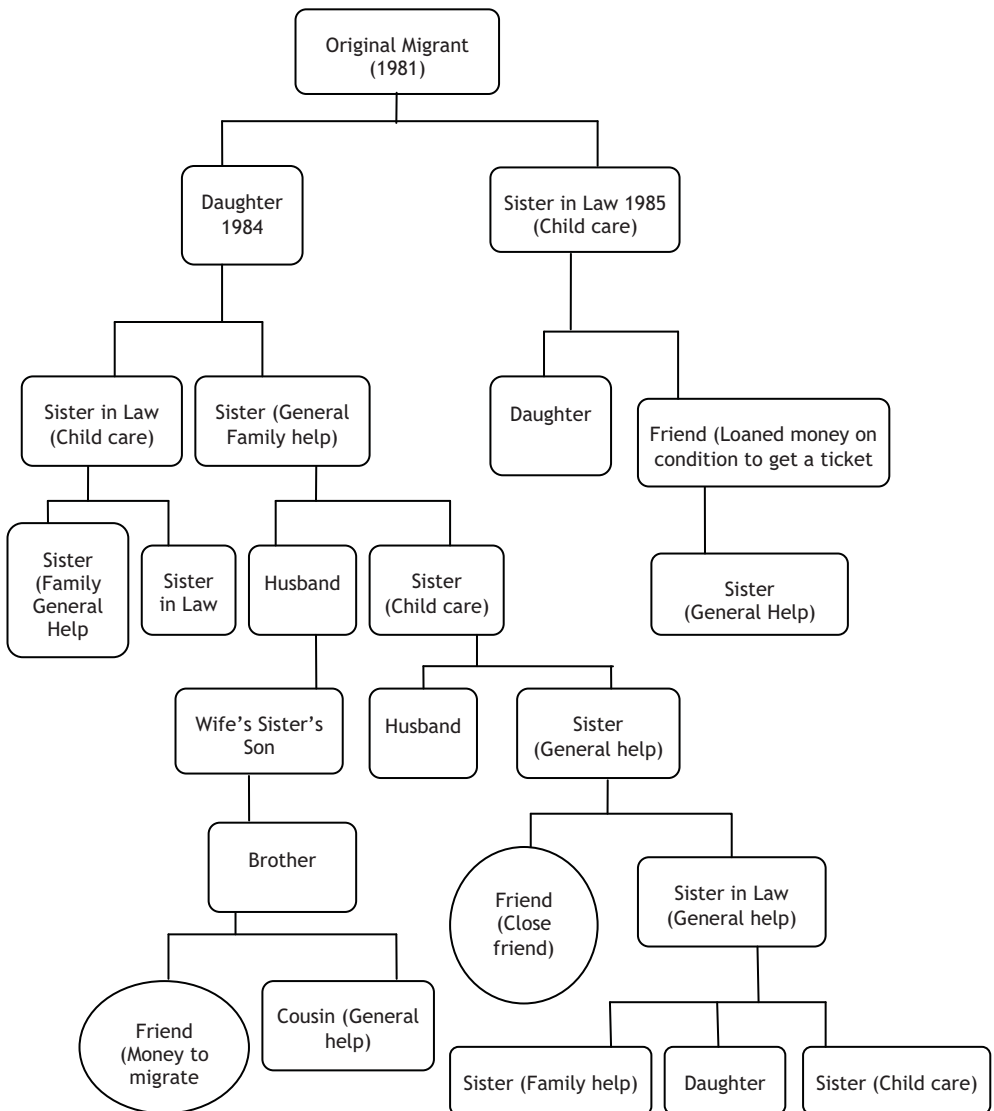 Original Migrant
(1981)
Daughter
1984
Sister in Law 1985
(Child care)
Sister in Law
(Child care)
Sister (General
Family help)
Daughter
Friend (Loaned money on
condition to get a ticket
Sister
(Family
General
Help
Sister
in Law
Husband
Sister
(Child care)
Sister
(General Help)
Wife’s Sister’s
Son
Husband
Sister
(General help)
Brother
Friend
(Close
friend)
Sister in Law
(General help)
Friend
(Money to
migrate
Cousin (General
help)
Sister (Family help)
Daughter
Sister (Child care)